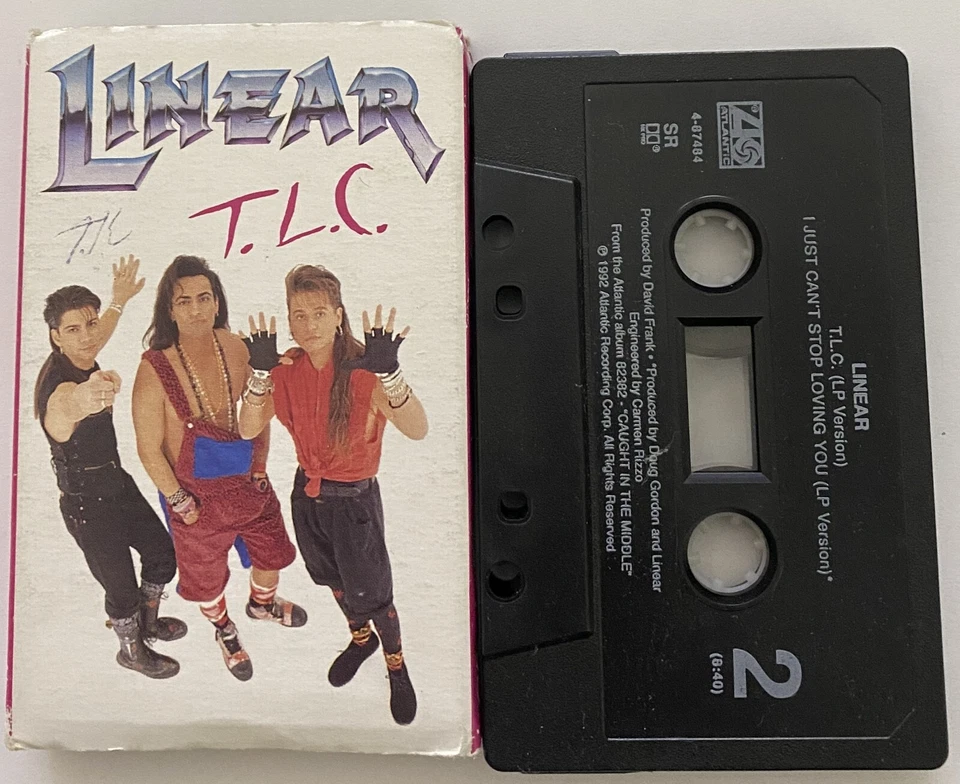 LINEAR
T.L.C.
ATLANTIC
4-87484
SR
LINEAR
T.L.C. (LP Version)
I JUST CAN'T STOP LOVING YOU (LP Version)*
Produced by David Frank • *Produced by Doug Gordon and Linear
Engineered by Carmen Rizzo
From the Atlantic album 82382 - "CAUGHT IN THE MIDDLE"
℗ 1992 Atlantic Recording Corp. All Rights Reserved
2
(8:40)